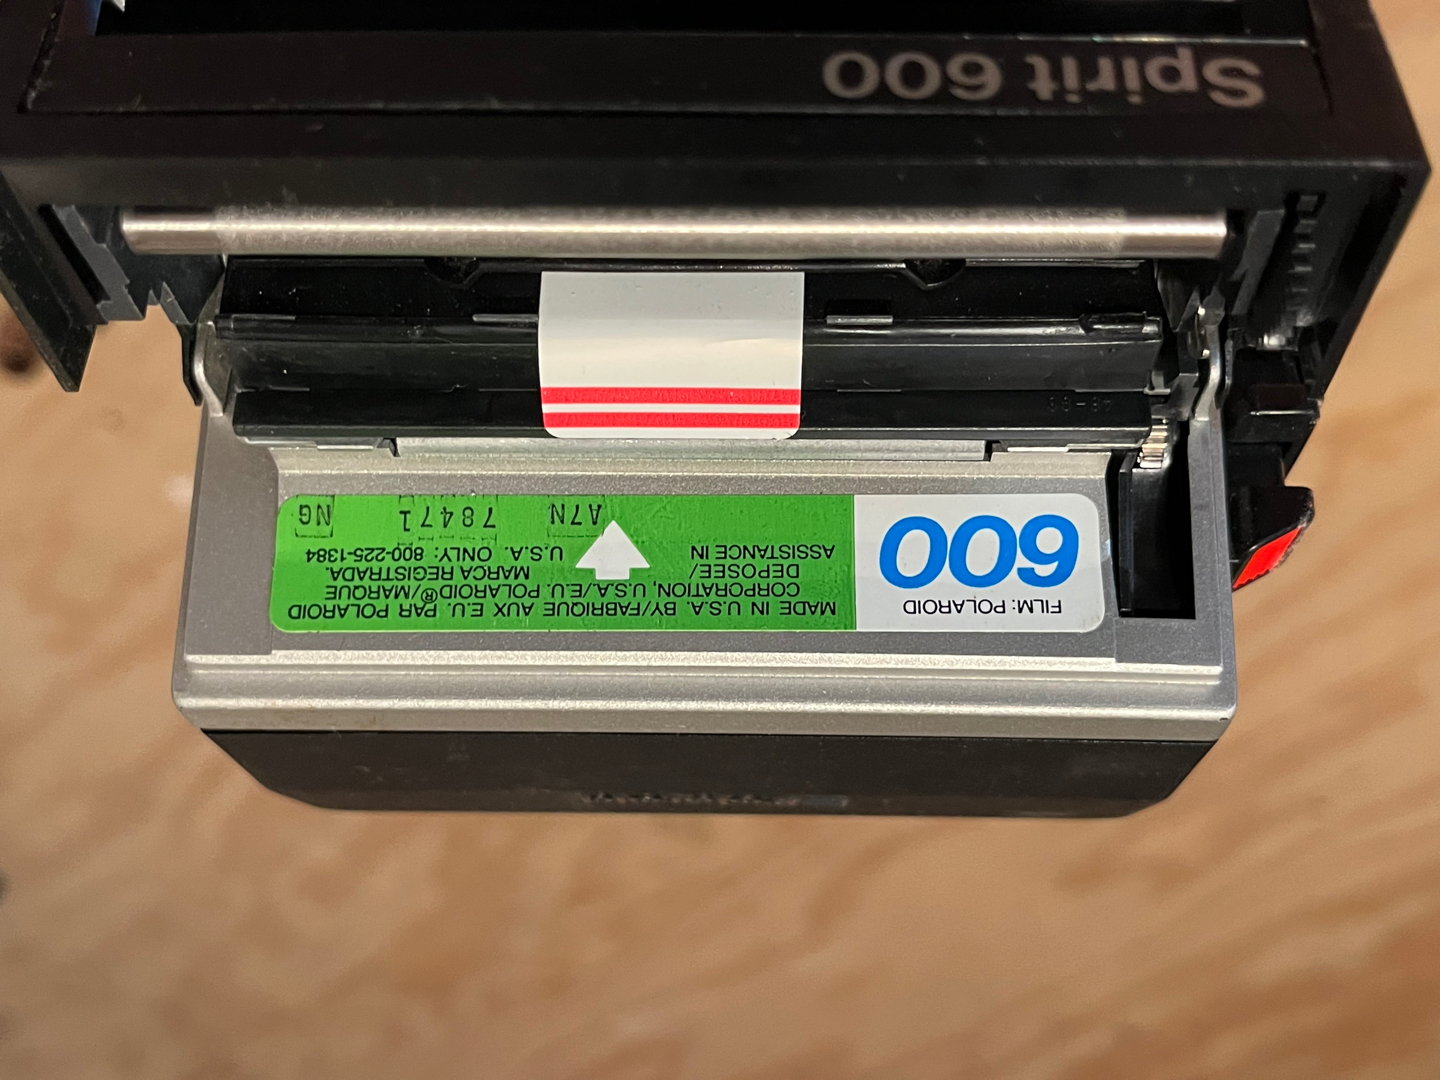 FILM: POLAROID
600
MADE IN U.S.A. BY/FABRIQUE AUX E.U. PAR POLAROID
CORPORATION, U.S.A./E.U. POLAROID®/MARQUE
DEPOSEE/ MARCA REGISTRADA.
ASSISTANCE IN U.S.A. ONLY: 800-225-1384
A7N 78471 NG
Spirit 600